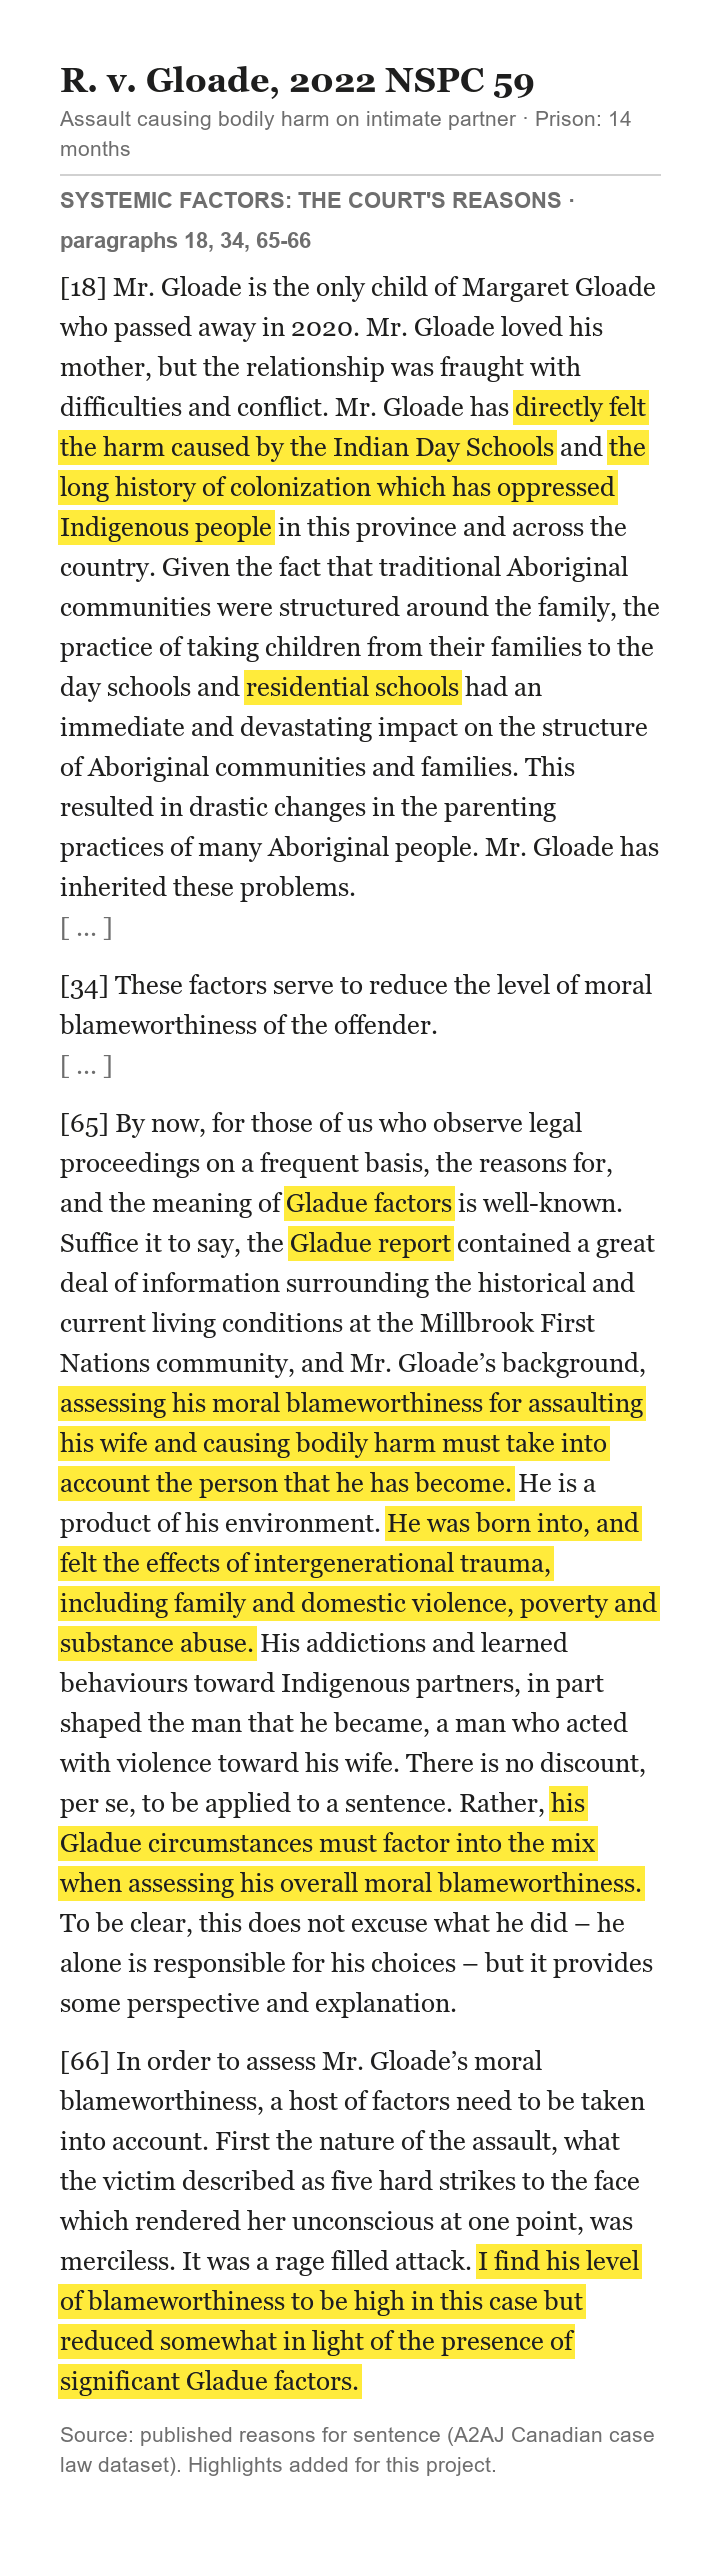 R. v. Gloade, 2022 NSPC 59
Assault causing bodily harm on intimate partner · Prison: 14
months
SYSTEMIC FACTORS: THE COURT'S REASONS ·
paragraphs 18, 34, 65-66
[18] Mr. Gloade is the only child of Margaret Gloade
who passed away in 2020. Mr. Gloade loved his
mother, but the relationship was fraught with
difficulties and conflict. Mr. Gloade has directly felt
the harm caused by the Indian Day Schools and the
long history of colonization which has oppressed
Indigenous people in this province and across the
country. Given the fact that traditional Aboriginal
communities were structured around the family, the
practice of taking children from their families to the
day schools and residential schools had an
immediate and devastating impact on the structure
of Aboriginal communities and families. This
resulted in drastic changes in the parenting
practices of many Aboriginal people. Mr. Gloade has
inherited these problems.
[ ... ]
[34] These factors serve to reduce the level of moral
blameworthiness of the offender.
[ ... ]
[65] By now, for those of us who observe legal
proceedings on a frequent basis, the reasons for,
and the meaning of Gladue factors is well-known.
Suffice it to say, the Gladue report contained a great
deal of information surrounding the historical and
current living conditions at the Millbrook First
Nations community, and Mr. Gloade’s background,
assessing his moral blameworthiness for assaulting
his wife and causing bodily harm must take into
account the person that he has become. He is a
product of his environment. He was born into, and
felt the effects of intergenerational trauma,
including family and domestic violence, poverty and
substance abuse. His addictions and learned
behaviours toward Indigenous partners, in part
shaped the man that he became, a man who acted
with violence toward his wife. There is no discount,
per se, to be applied to a sentence. Rather, his
Gladue circumstances must factor into the mix
when assessing his overall moral blameworthiness.
To be clear, this does not excuse what he did – he
alone is responsible for his choices – but it provides
some perspective and explanation.
[66] In order to assess Mr. Gloade’s moral
blameworthiness, a host of factors need to be taken
into account. First the nature of the assault, what
the victim described as five hard strikes to the face
which rendered her unconscious at one point, was
merciless. It was a rage filled attack. I find his level
of blameworthiness to be high in this case but
reduced somewhat in light of the presence of
significant Gladue factors.
Source: published reasons for sentence (A2AJ Canadian case
law dataset). Highlights added for this project.